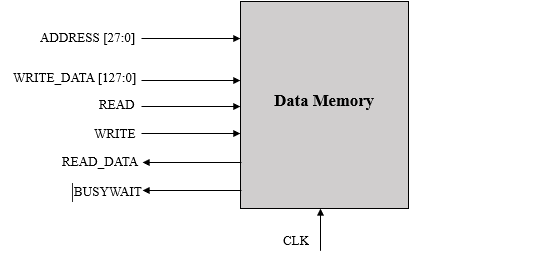 ADDRESS [27:0]
WRITE_DATA [127:0]
READ
Data Memory
WRITE
READ_DATA
BUSYWAIT
CLK